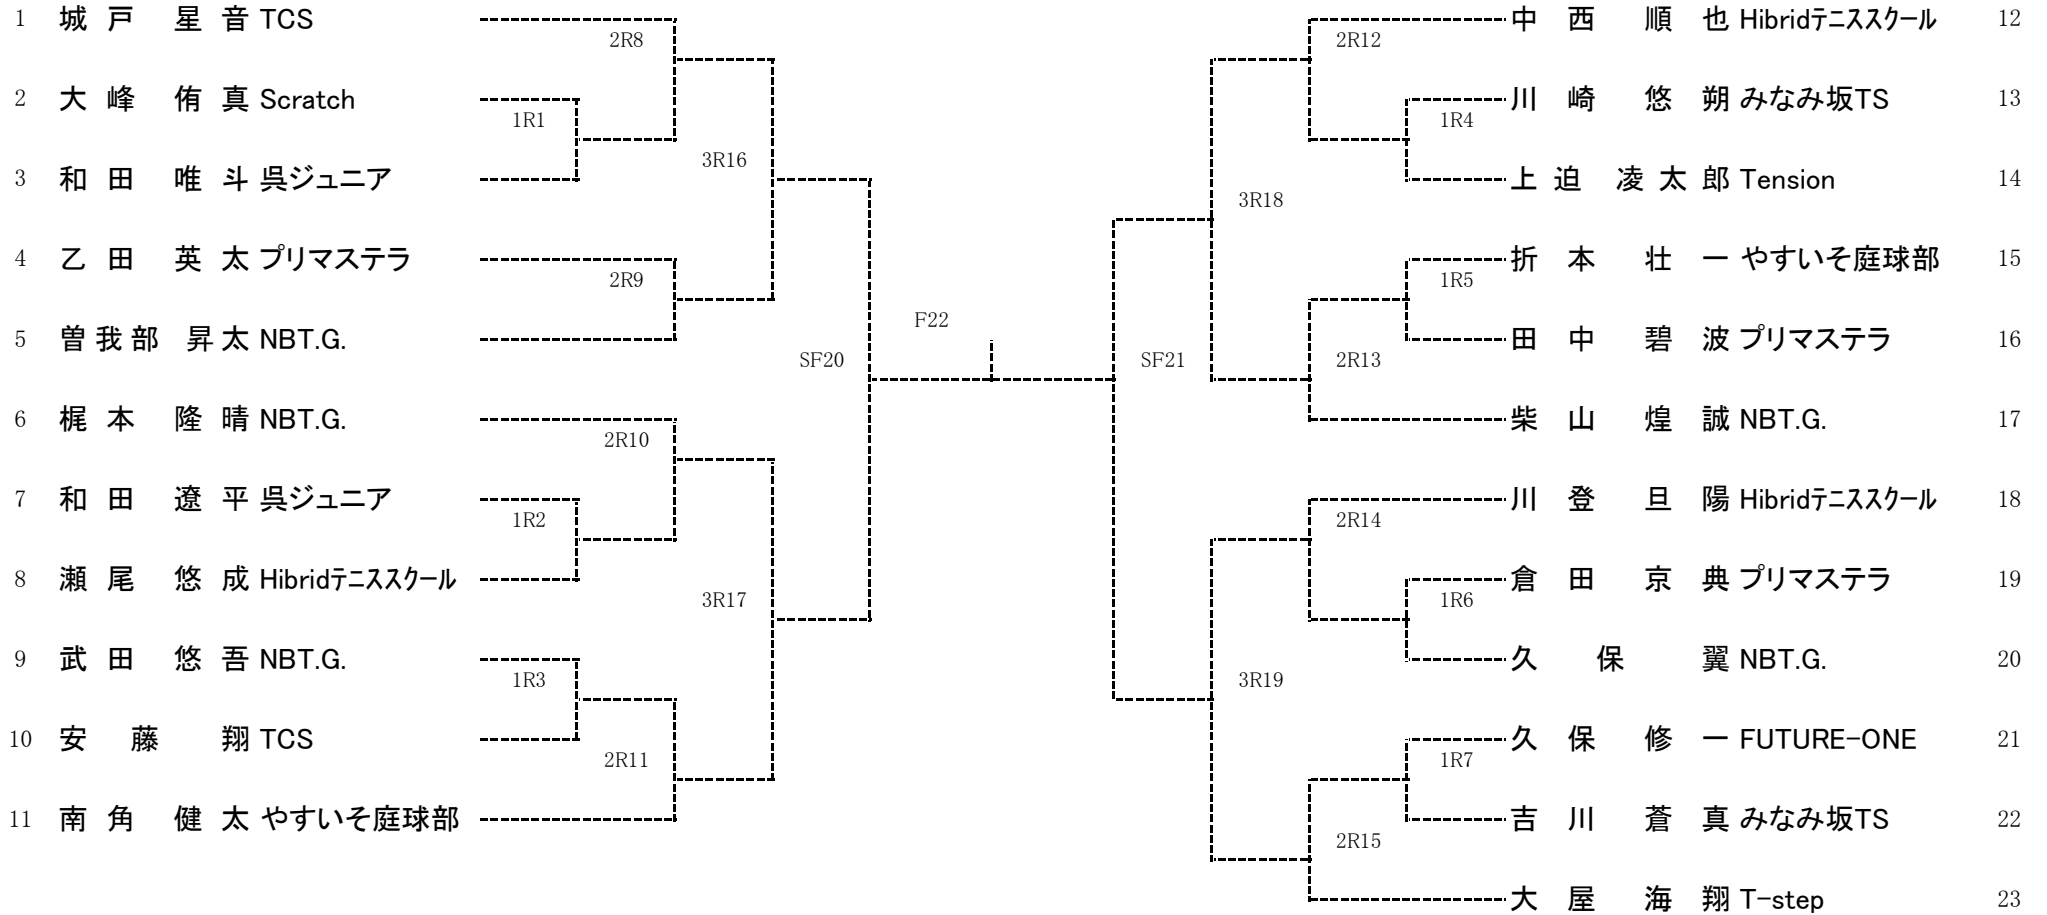 1 城戸 星音 TCS
2R8
2 大峰 侑真 Scratch
1R1
3 和田 唯斗 呉ジュニア
3R16
4 乙田 英太 プリマステラ
2R9
5 曽我部 昇太 NBT.G.
SF20
6 梶本 隆晴 NBT.G.
2R10
7 和田 遼平 呉ジュニア
1R2
8 瀬尾 悠成 Hibridテニススクール
3R17
9 武田 悠吾 NBT.G.
1R3
10 安藤 翔 TCS
2R11
11 南角 健太 やすいそ庭球部
F22
中西 順也 Hibridテニススクール 12
2R12
川崎 悠朔 みなみ坂TS 13
1R4
上迫 凌太郎 Tension 14
3R18
折本 壮一 やすいそ庭球部 15
1R5
田中 碧波 プリマステラ 16
SF21
2R13
柴山 煌誠 NBT.G. 17
川登 旦陽 Hibridテニススクール 18
2R14
倉田 京典 プリマステラ 19
1R6
久保 翼 NBT.G. 20
3R19
久保 修一 FUTURE-ONE 21
1R7
吉川 蒼真 みなみ坂TS 22
2R15
大屋 海翔 T-step 23